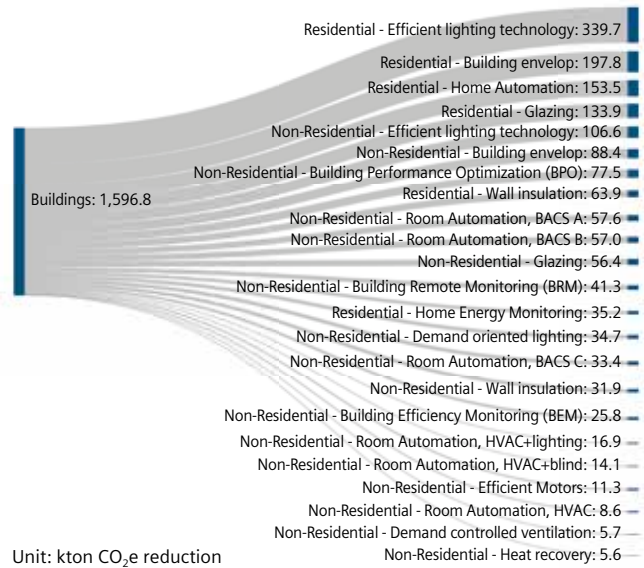 Residential - Efficient lighting technology: 339.7
Residential - Building envelop: 197.8
Residential - Home Automation: 153.5
Residential - Glazing: 133.9
Non-Residential - Efficient lighting technology: 106.6
Non-Residential - Building envelop: 88.4
Non-Residential - Building Performance Optimization (BPO): 77.5
Residential - Wall insulation: 63.9
Buildings: 1,596.8
Non-Residential - Room Automation, BACS A: 57.6
Non-Residential - Room Automation, BACS B: 57.0
Non-Residential - Glazing: 56.4
Non-Residential - Building Remote Monitoring (BRM): 41.3
Residential - Home Energy Monitoring: 35.2
Non-Residential - Demand oriented lighting: 34.7
Non-Residential - Room Automation, BACS C: 33.4
Non-Residential - Wall insulation: 31.9
Non-Residential - Building Efficiency Monitoring (BEM): 25.8
Non-Residential - Room Automation, HVAC+lighting: 16.9
Non-Residential - Room Automation, HVAC+blind: 14.1
Non-Residential - Efficient Motors: 11.3
Non-Residential - Room Automation, HVAC: 8.6
Non-Residential - Demand controlled ventilation: 5.7
Non-Residential - Heat recovery: 5.6
Unit: kton CO₂e reduction